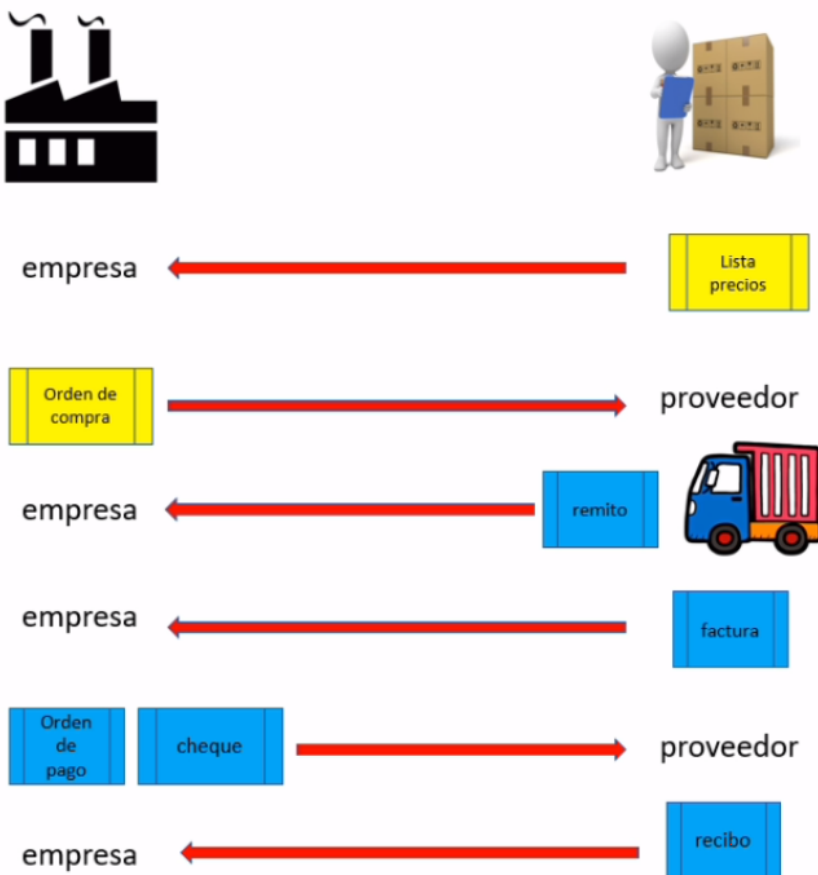 Lista
precios
empresa
Orden de
compra
proveedor
empresa
remito
empresa
factura
Orden
de
pago
cheque
proveedor
empresa
recibo